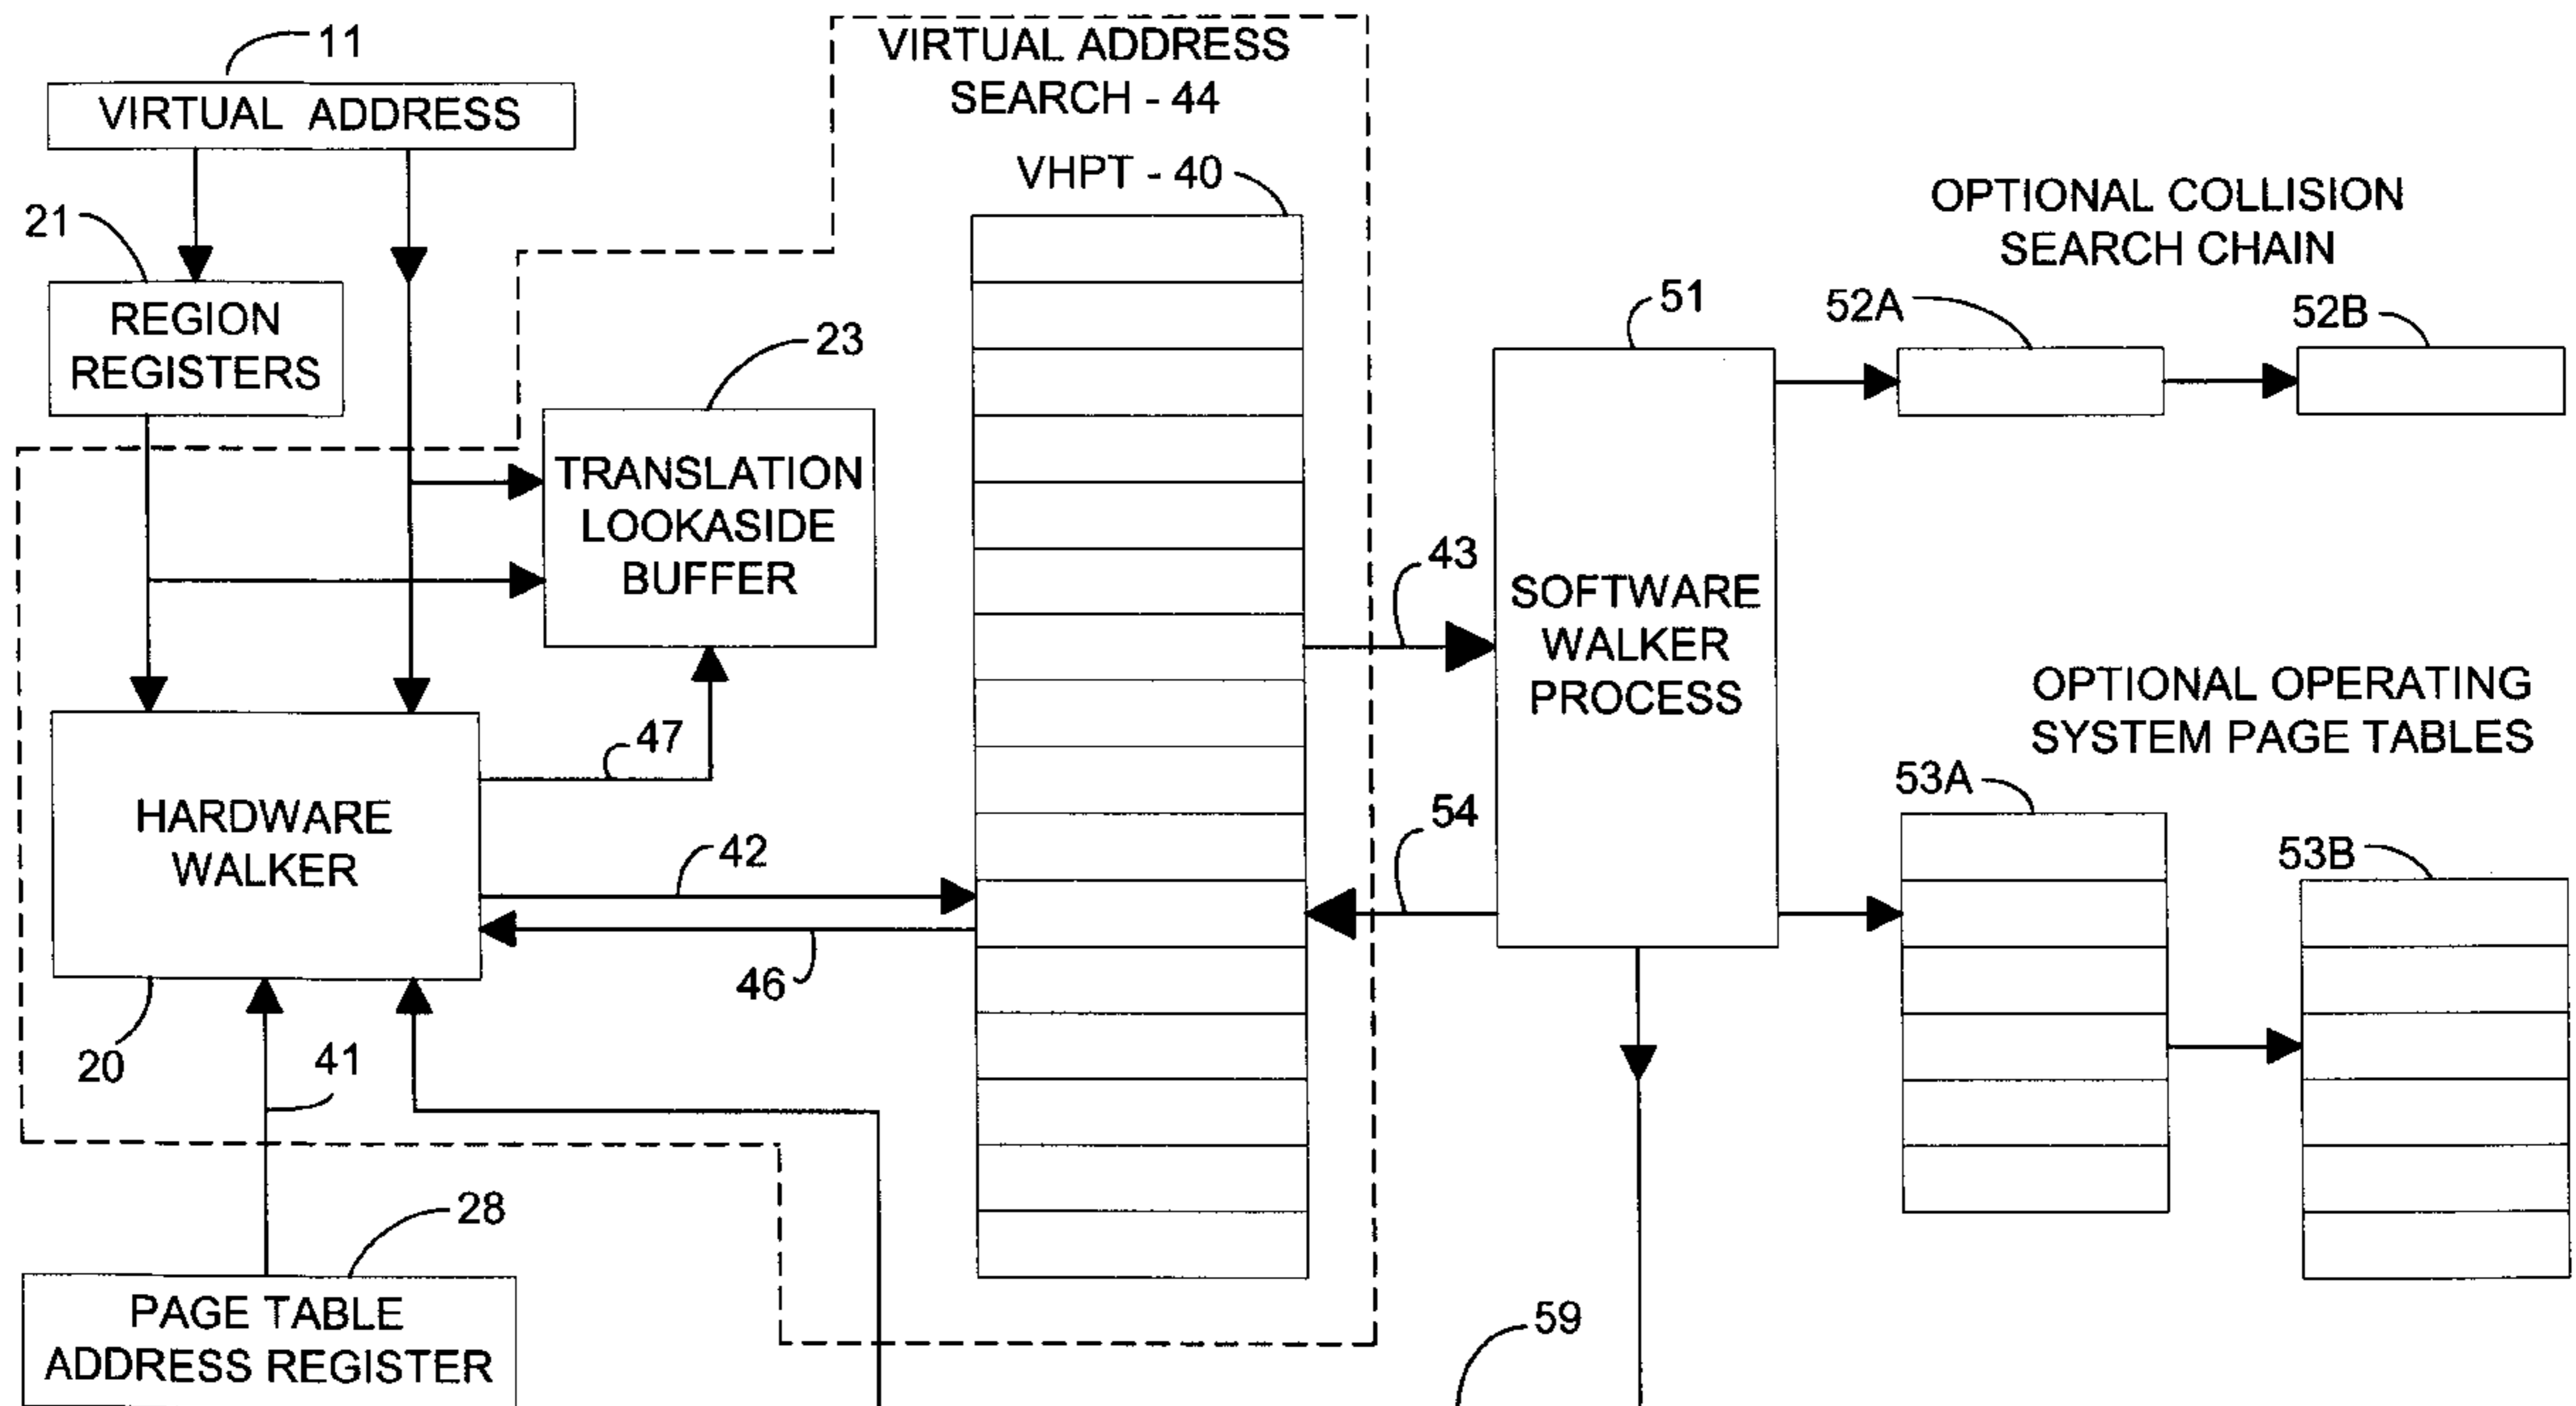 11
VIRTUAL ADDRESS
VIRTUAL ADDRESS
SEARCH - 44
VHPT - 40
21
REGION
REGISTERS
23
TRANSLATION
LOOKASIDE
BUFFER
OPTIONAL COLLISION
SEARCH CHAIN
51
52A
52B
43
SOFTWARE
WALKER
PROCESS
OPTIONAL OPERATING
SYSTEM PAGE TABLES
47
HARDWARE
WALKER
42
54
53A
53B
46
20
41
28
PAGE TABLE
ADDRESS REGISTER
59